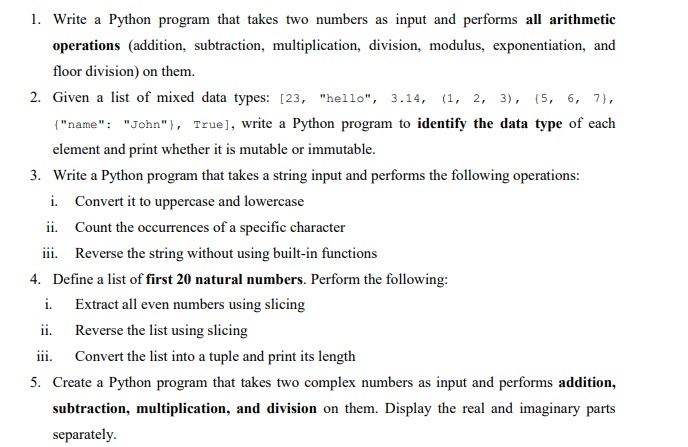 1. Write a Python program that takes two numbers as input and performs all arithmetic
operations (addition, subtraction, multiplication, division, modulus, exponentiation, and
floor division) on them.
2. Given a list of mixed data types: [23, "hello", 3.14, (1, 2, 3), {5, 6, 7},
{"name": "John"}, True], write a Python program to identify the data type of each
element and print whether it is mutable or immutable.
3. Write a Python program that takes a string input and performs the following operations:
i. Convert it to uppercase and lowercase
ii. Count the occurrences of a specific character
iii. Reverse the string without using built-in functions
4. Define a list of first 20 natural numbers. Perform the following:
i. Extract all even numbers using slicing
ii. Reverse the list using slicing
iii. Convert the list into a tuple and print its length
5. Create a Python program that takes two complex numbers as input and performs addition,
subtraction, multiplication, and division on them. Display the real and imaginary parts
separately.